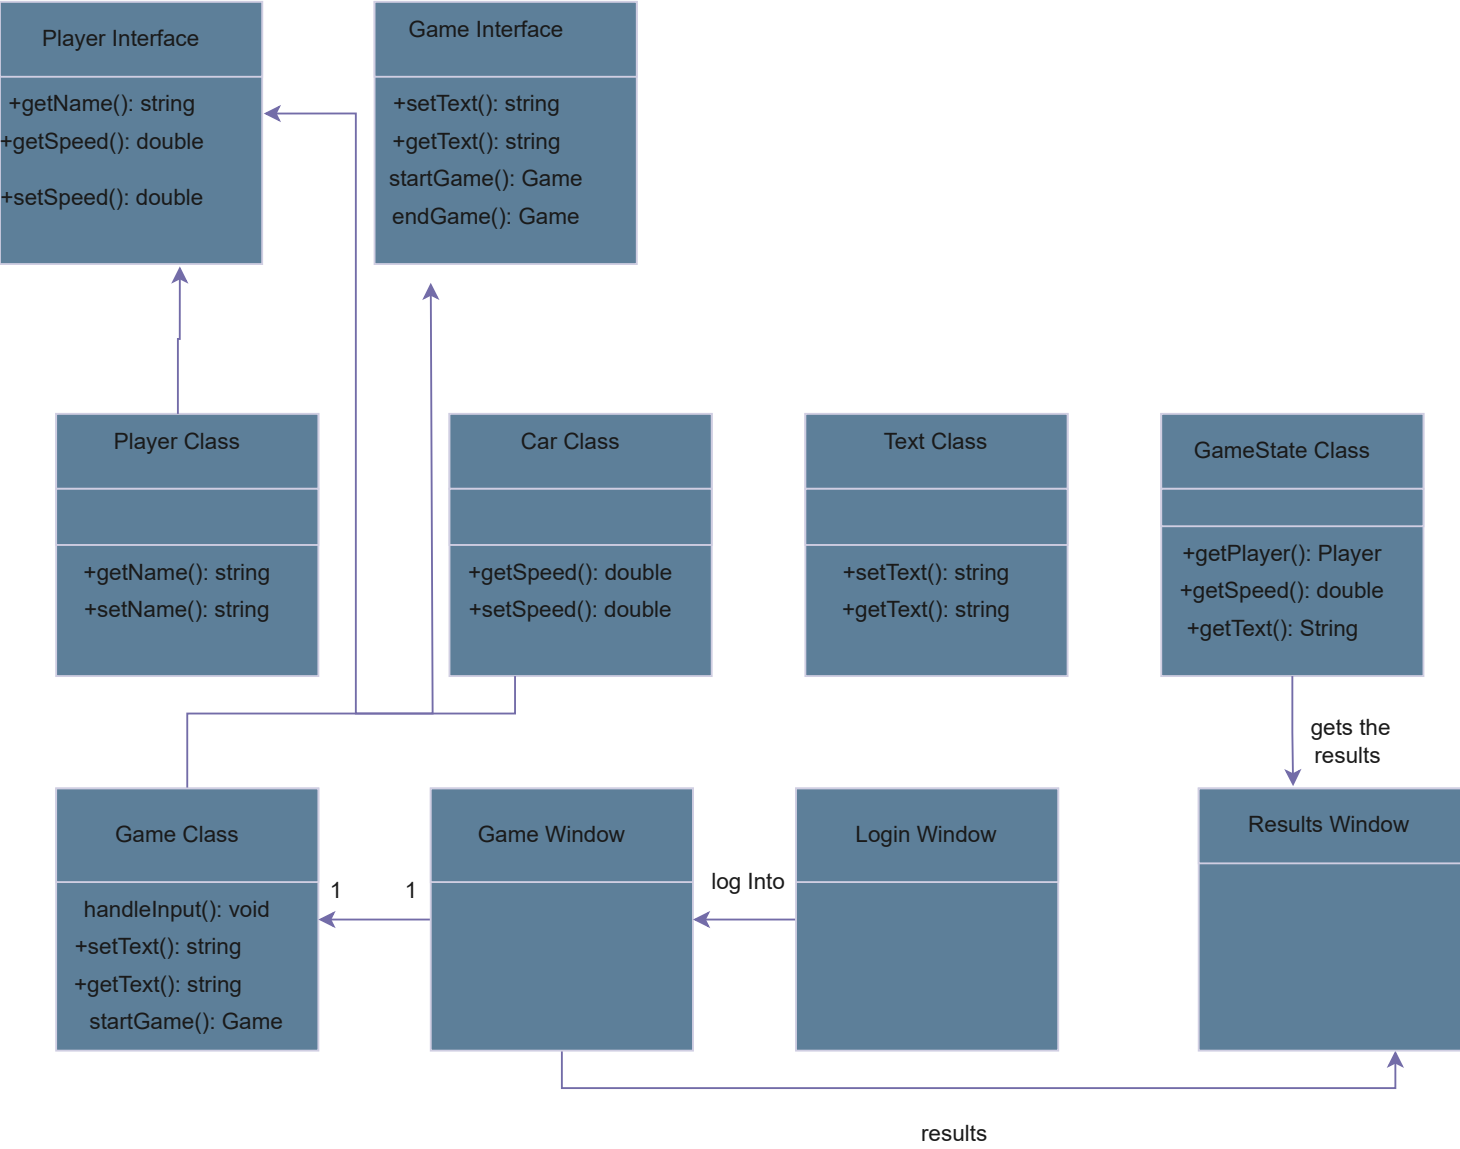 Player Interface
+getName(): string
+getSpeed(): double
+setSpeed(): double
Game Interface
+setText(): string
+getText(): string
startGame(): Game
endGame(): Game
Player Class
+getName(): string
+setName(): string
Car Class
+getSpeed(): double
+setSpeed(): double
Text Class
+setText(): string
+getText(): string
GameState Class
+getPlayer(): Player
+getSpeed(): double
+getText(): String
gets the
results
Game Class
handleInput(): void
+setText(): string
+getText(): string
startGame(): Game
1
1
Game Window
log Into
Login Window
Results Window
results